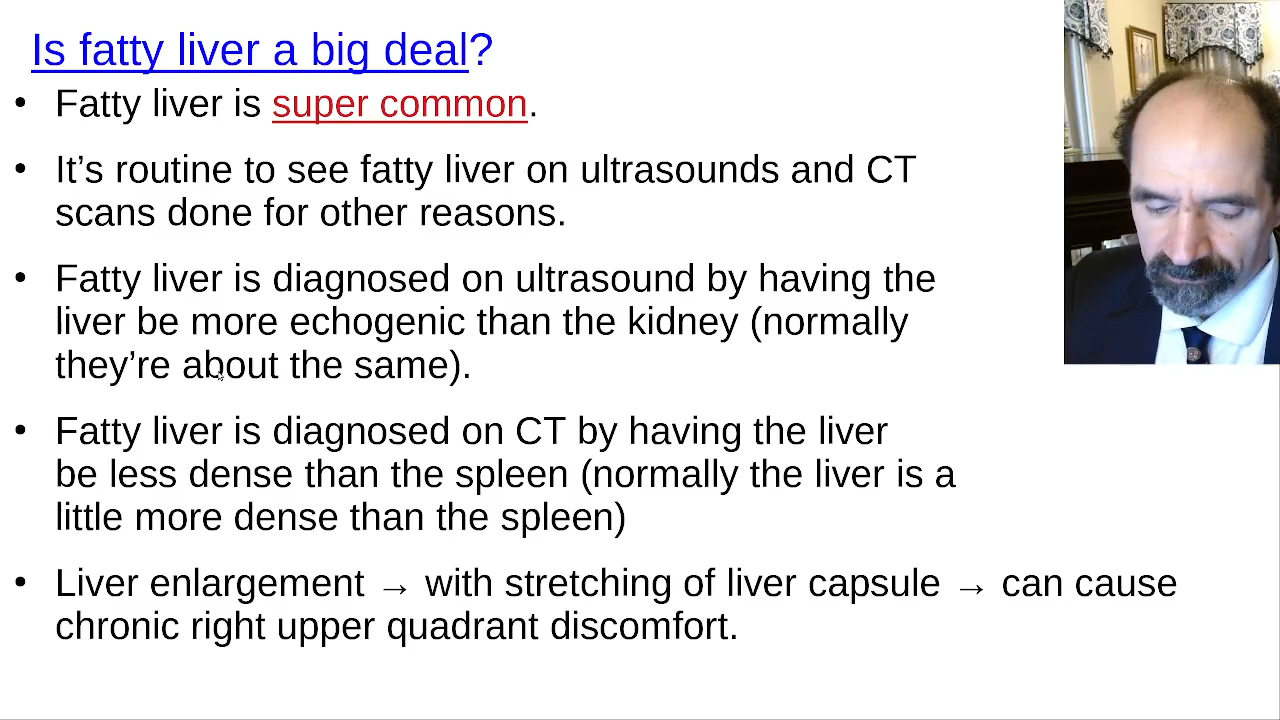 Is fatty liver a big deal?
• Fatty liver is super common.
• It’s routine to see fatty liver on ultrasounds and CT
scans done for other reasons.
• Fatty liver is diagnosed on ultrasound by having the
liver be more echogenic than the kidney (normally
they’re about the same).
• Fatty liver is diagnosed on CT by having the liver
be less dense than the spleen (normally the liver is a
little more dense than the spleen)
• Liver enlargement → with stretching of liver capsule → can cause
chronic right upper quadrant discomfort.